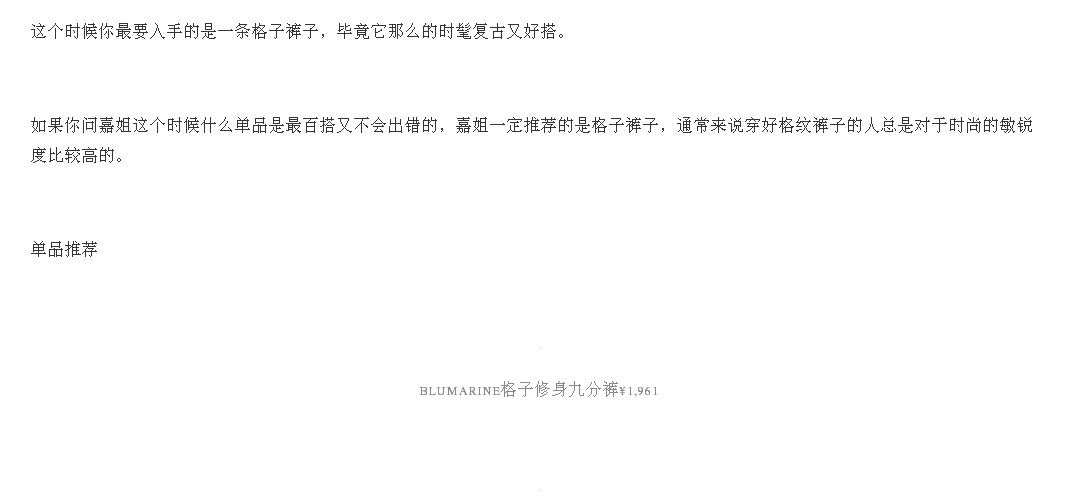 这个时候你最要入手的是一条格子裤子，毕竟它那么的时髦复古又好搭。
如果你问嘉姐这个时候什么单品是最百搭又不会出错的，嘉姐一定推荐的是格子裤子，通常来说穿好格纹裤子的人总是对于时尚的敏锐
度比较高的。
单品推荐
BLUMARINE格子修身九分裤¥1,961